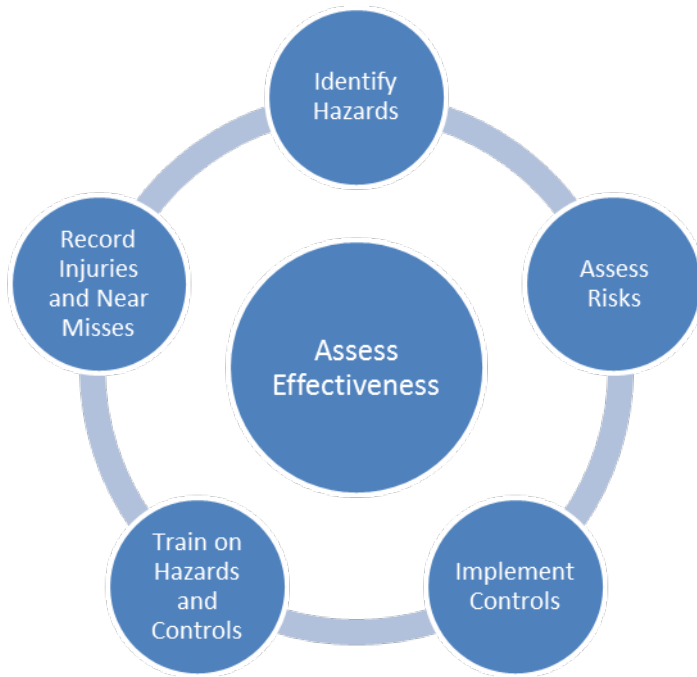 Identify
Hazards
Assess
Risks
Implement
Controls
Train on
Hazards
and
Controls
Record
Injuries
and Near
Misses
Assess
Effectiveness